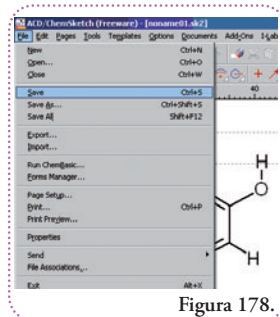 ACD/ChemSketch (Freeware) - [noname01.sk2]
File Edit Pages Tools Templates Options Documents Add-Ons I-Lab
New Ctrl+N
Open... Ctrl+O
Close Ctrl+W
Save Ctrl+S
Save As... Ctrl+Shift+S
Save All Shift+F12
Export...
Import...
Run ChemBasic...
Forms Manager...
Page Setup...
Print... Ctrl+P
Print Preview...
Properties
Send
File Associations...
Exit Alt+X
40
H
O
H
Figura 178.